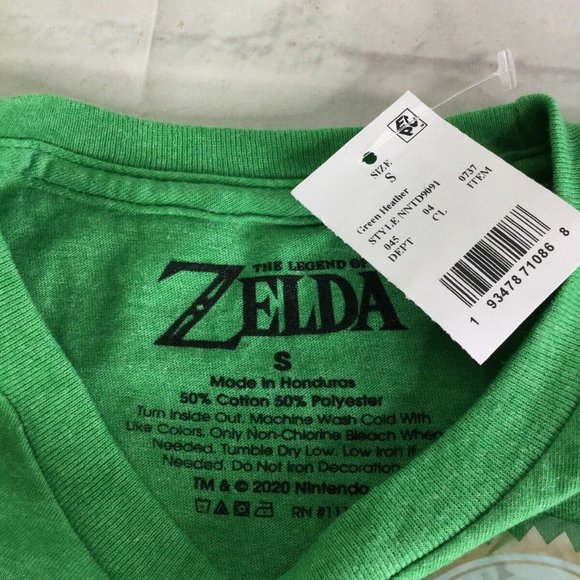 SIZE
S
Green Heather
STYLE NNTD9091
045 04 0737
DEPT CL ITEM
1 93478 71086 8
THE LEGEND OF
ZELDA
S
Made in Honduras
50% Cotton 50% Polyester
Turn Inside Out. Machine Wash Cold With
Like Colors. Only Non-Chlorine Bleach When
Needed. Tumble Dry Low. Low Iron If
Needed. Do Not Iron Decoration
TM & © 2020 Nintendo
RN